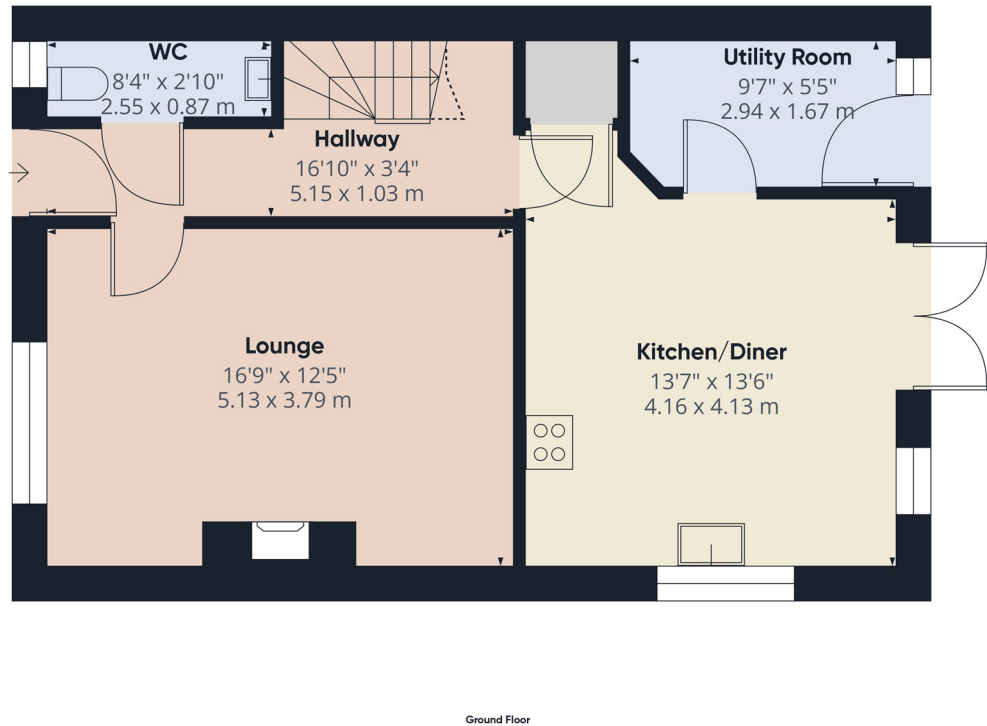 WC
8'4" x 2'10"
2.55 x 0.87 m
Utility Room
9'7" x 5'5"
2.94 x 1.67 m
Hallway
16'10" x 3'4"
5.15 x 1.03 m
Lounge
16'9" x 12'5"
5.13 x 3.79 m
Kitchen/Diner
13'7" x 13'6"
4.16 x 4.13 m
Ground Floor